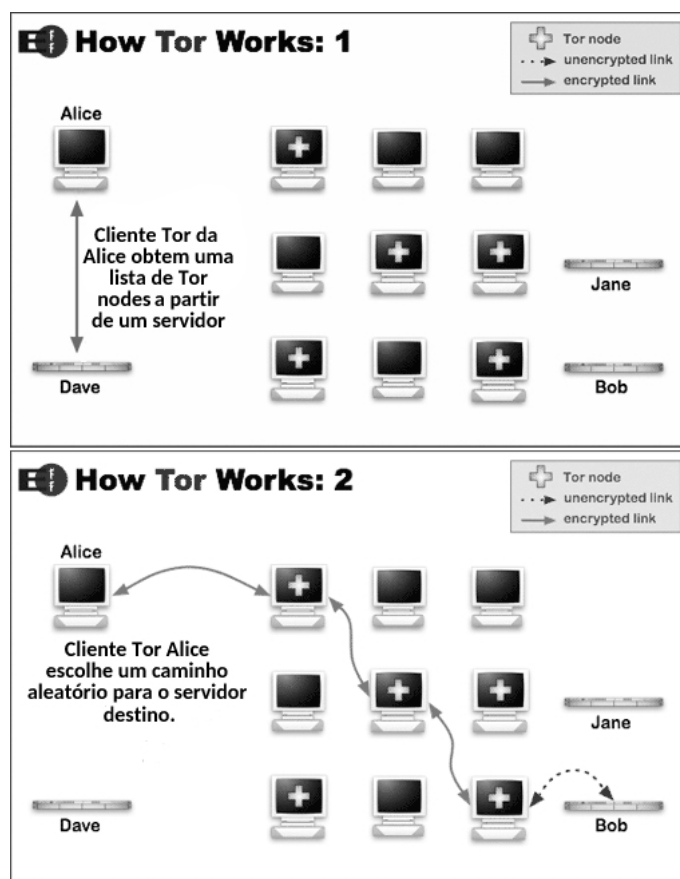 EFF How Tor Works: 1
Tor node
unencrypted link
encrypted link
Alice
Cliente Tor da
Alice obtem uma
lista de Tor
nodes a partir
de um servidor
Jane
Dave
Bob
EFF How Tor Works: 2
Tor node
unencrypted link
encrypted link
Alice
Cliente Tor Alice
escolhe um caminho
aleatório para o servidor
destino.
Jane
Dave
Bob